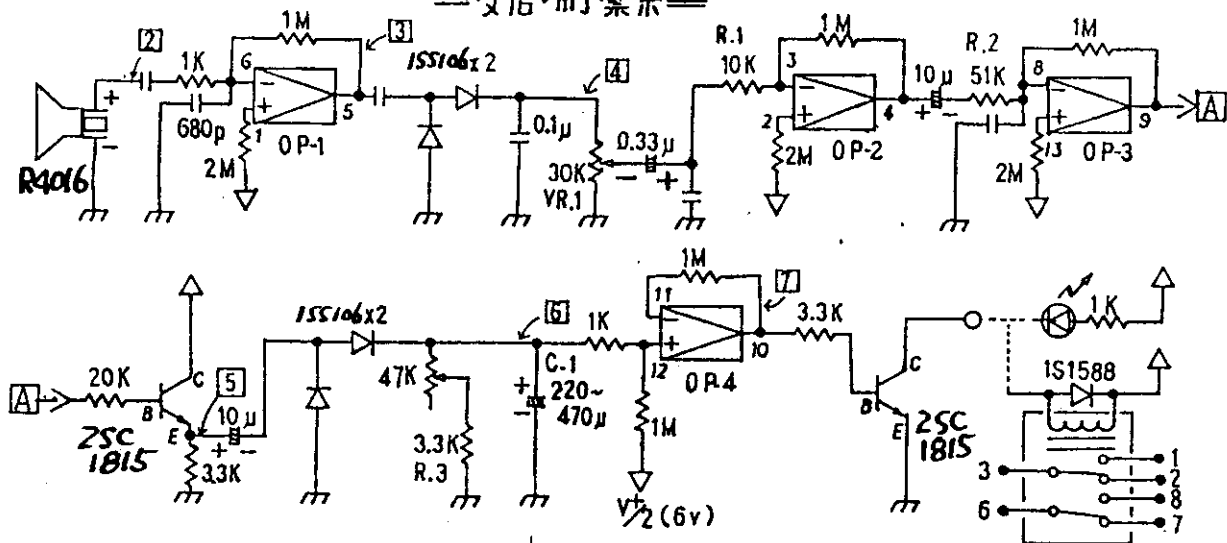 1M
2
3
1K
6
1SS106x2
5
1
680p
2M
OP-1
R4016
4
0.1μ
30K
VR.1
0.33μ
R.1
10K
1M
3
2
4
2M
OP-2
10μ
R.2
51K
1M
8
9
13
2M
OP-3
A
A
20K
B
C
E
5
2SC
1815
3.3K
10μ
1SS106x2
47K
3.3K
R.3
6
C-1
220~
470μ
1K
1M
11
12
10
OP-4
7
1M
V+/2 (6v)
3.3K
B
C
E
2SC
1815
1K
1S1588
3
1
2
8
6
7